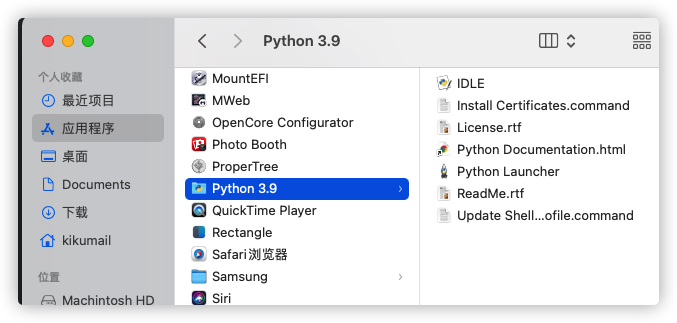 Python 3.9
个人收藏
最近项目
应用程序
桌面
Documents
下载
kikumail
位置
Machintosh HD
MountEFI
MWeb
OpenCore Configurator
Photo Booth
ProperTree
Python 3.9
QuickTime Player
Rectangle
Safari浏览器
Samsung
Siri
IDLE
Install Certificates.command
License.rtf
Python Documentation.html
Python Launcher
ReadMe.rtf
Update Shell...ofile.command